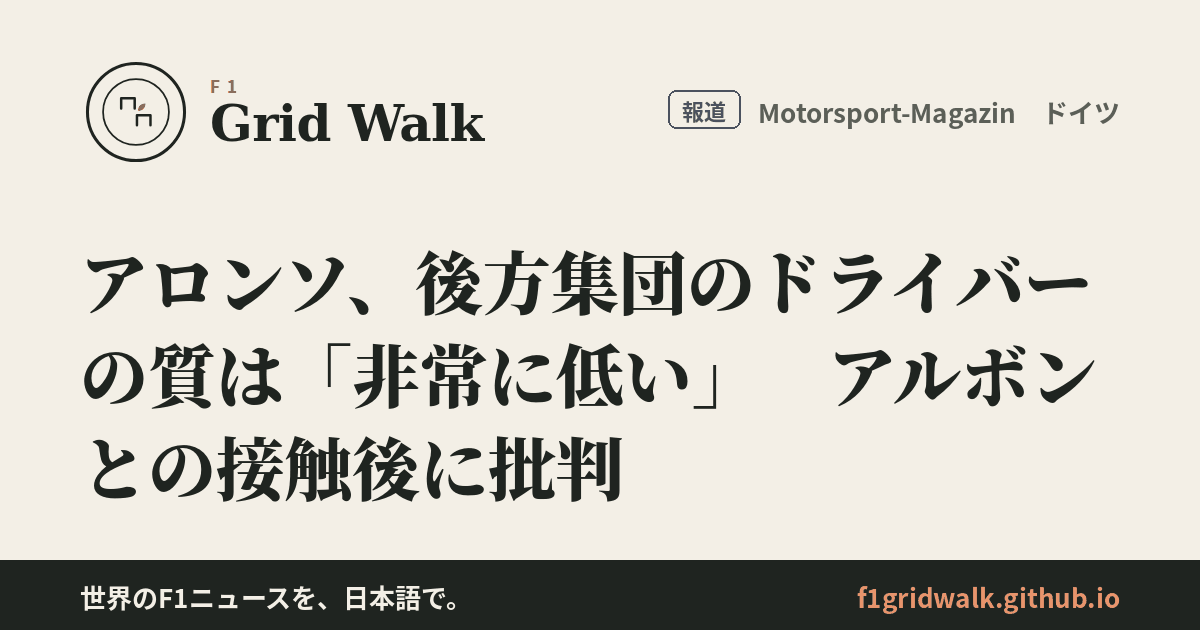 F1
Grid Walk
報道 Motorsport-Magazin ドイツ
アロンソ、後方集団のドライバー
の質は「非常に低い」 アルボン
との接触後に批判
世界のF1ニュースを、日本語で。
f1gridwalk.github.io